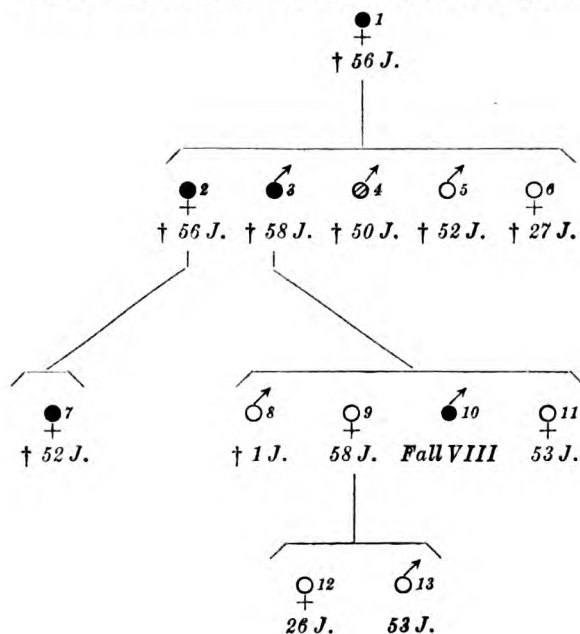 1
† 56 J.
2 3 4 5 6
† 56 J. † 58 J. † 50 J. † 52 J. † 27 J.
7 8 9 10 11
† 52 J. † 1 J. 58 J. Fall VIII 53 J.
12 13
26 J. 53 J.